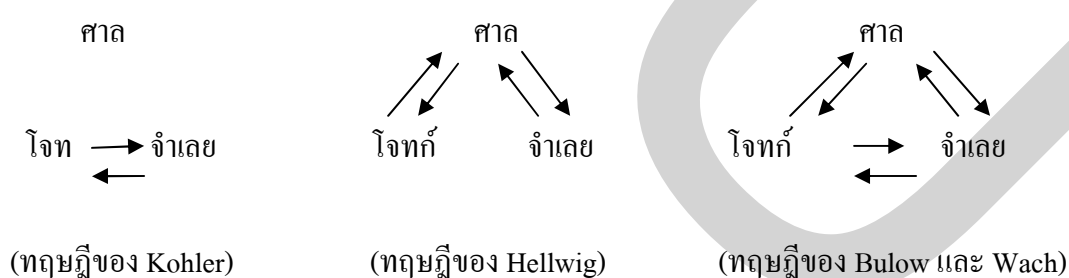 ศาล ศาล ศาล
โจท จำเลย โจทก์ จำเลย โจทก์ จำเลย
(ทฤษฎีของ Kohler) (ทฤษฎีของ Hellwig) (ทฤษฎีของ Bulow และ Wach)